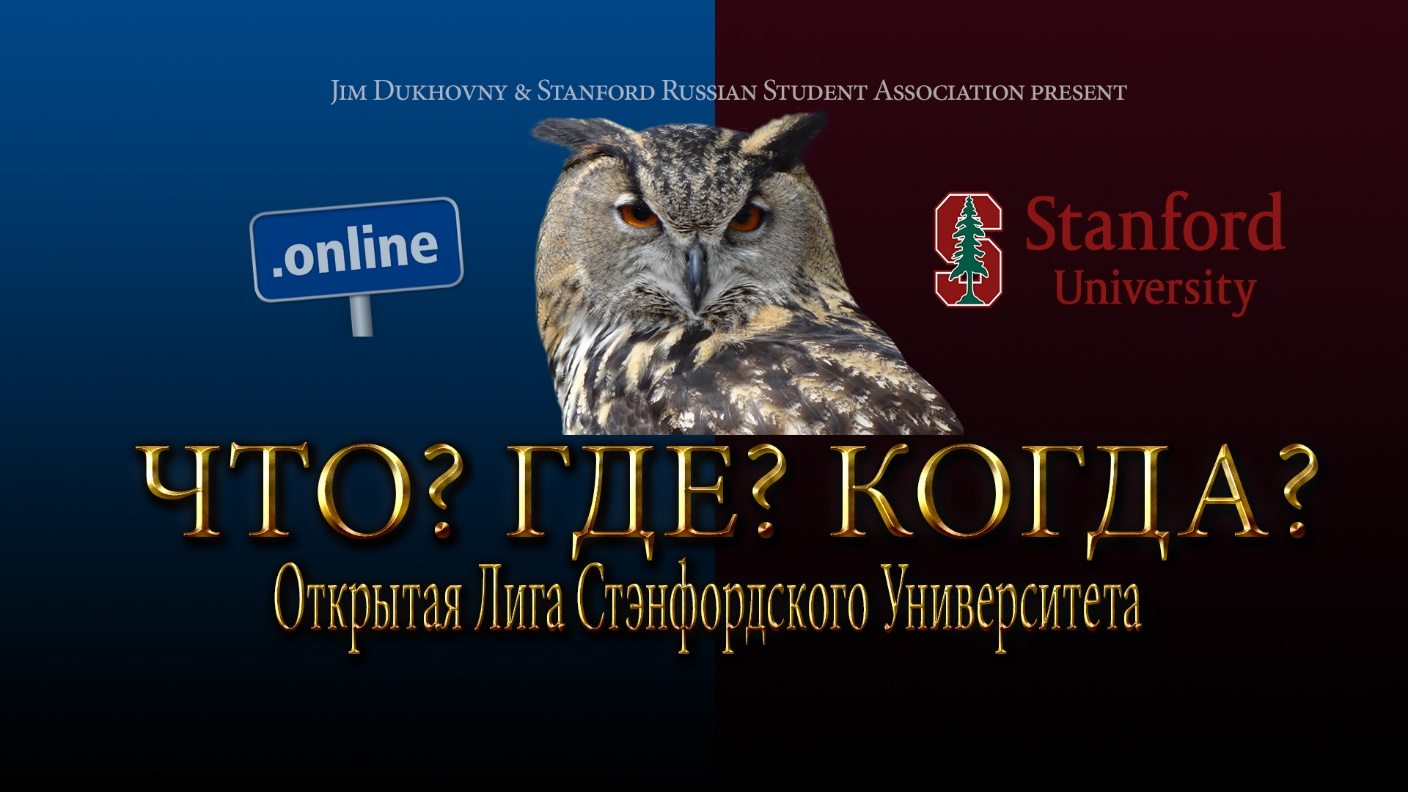 Jim Dukhovny & Stanford Russian Student Association present
.online
Stanford
University
ЧТО? ГДЕ? КОГДА?
Открытая Лига Стэнфордского Университета